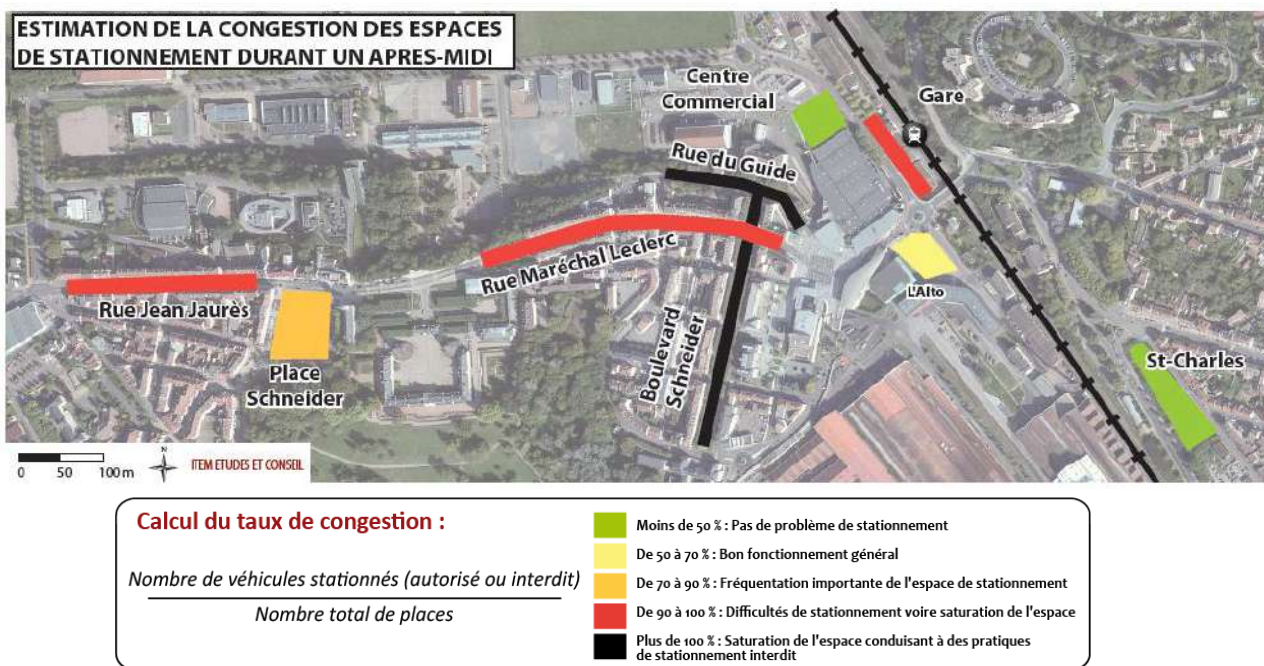 ESTIMATION DE LA CONGESTION DES ESPACES
DE STATIONNEMENT DURANT UN APRES-MIDI
Centre
Commercial
Gare
Rue du Guide
Rue Maréchal Leclerc
Rue Jean Jaurès
L'Alto
Boulevard
Schneider
St-Charles
Place
Schneider
0 50 100 m
N
ITEM ETUDES ET CONSEIL
Calcul du taux de congestion :
Nombre de véhicules stationnés (autorisé ou interdit)
Nombre total de places
Moins de 50 % : Pas de problème de stationnement
De 50 à 70 % : Bon fonctionnement général
De 70 à 90 % : Fréquentation importante de l'espace de stationnement
De 90 à 100 % : Difficultés de stationnement voire saturation de l'espace
Plus de 100 % : Saturation de l'espace conduisant à des pratiques
de stationnement interdit